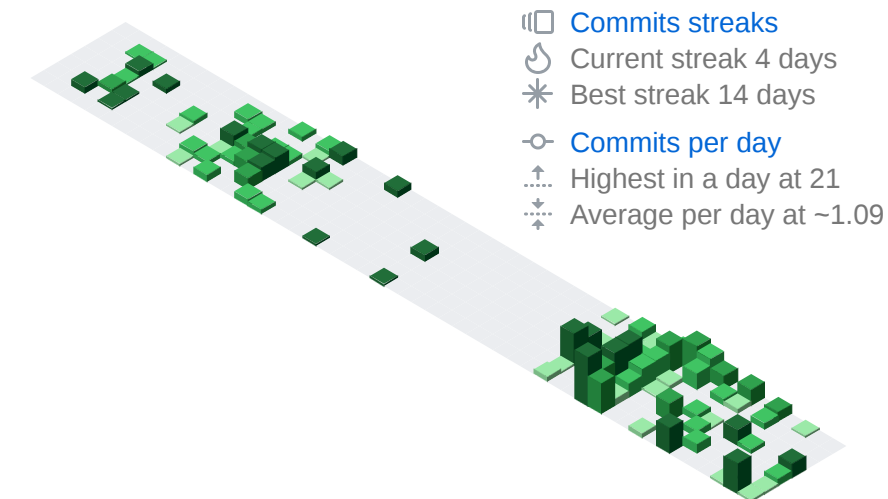 Commits streaks
Current streak 4 days
Best streak 14 days
Commits per day
Highest in a day at 21
Average per day at ~1.09